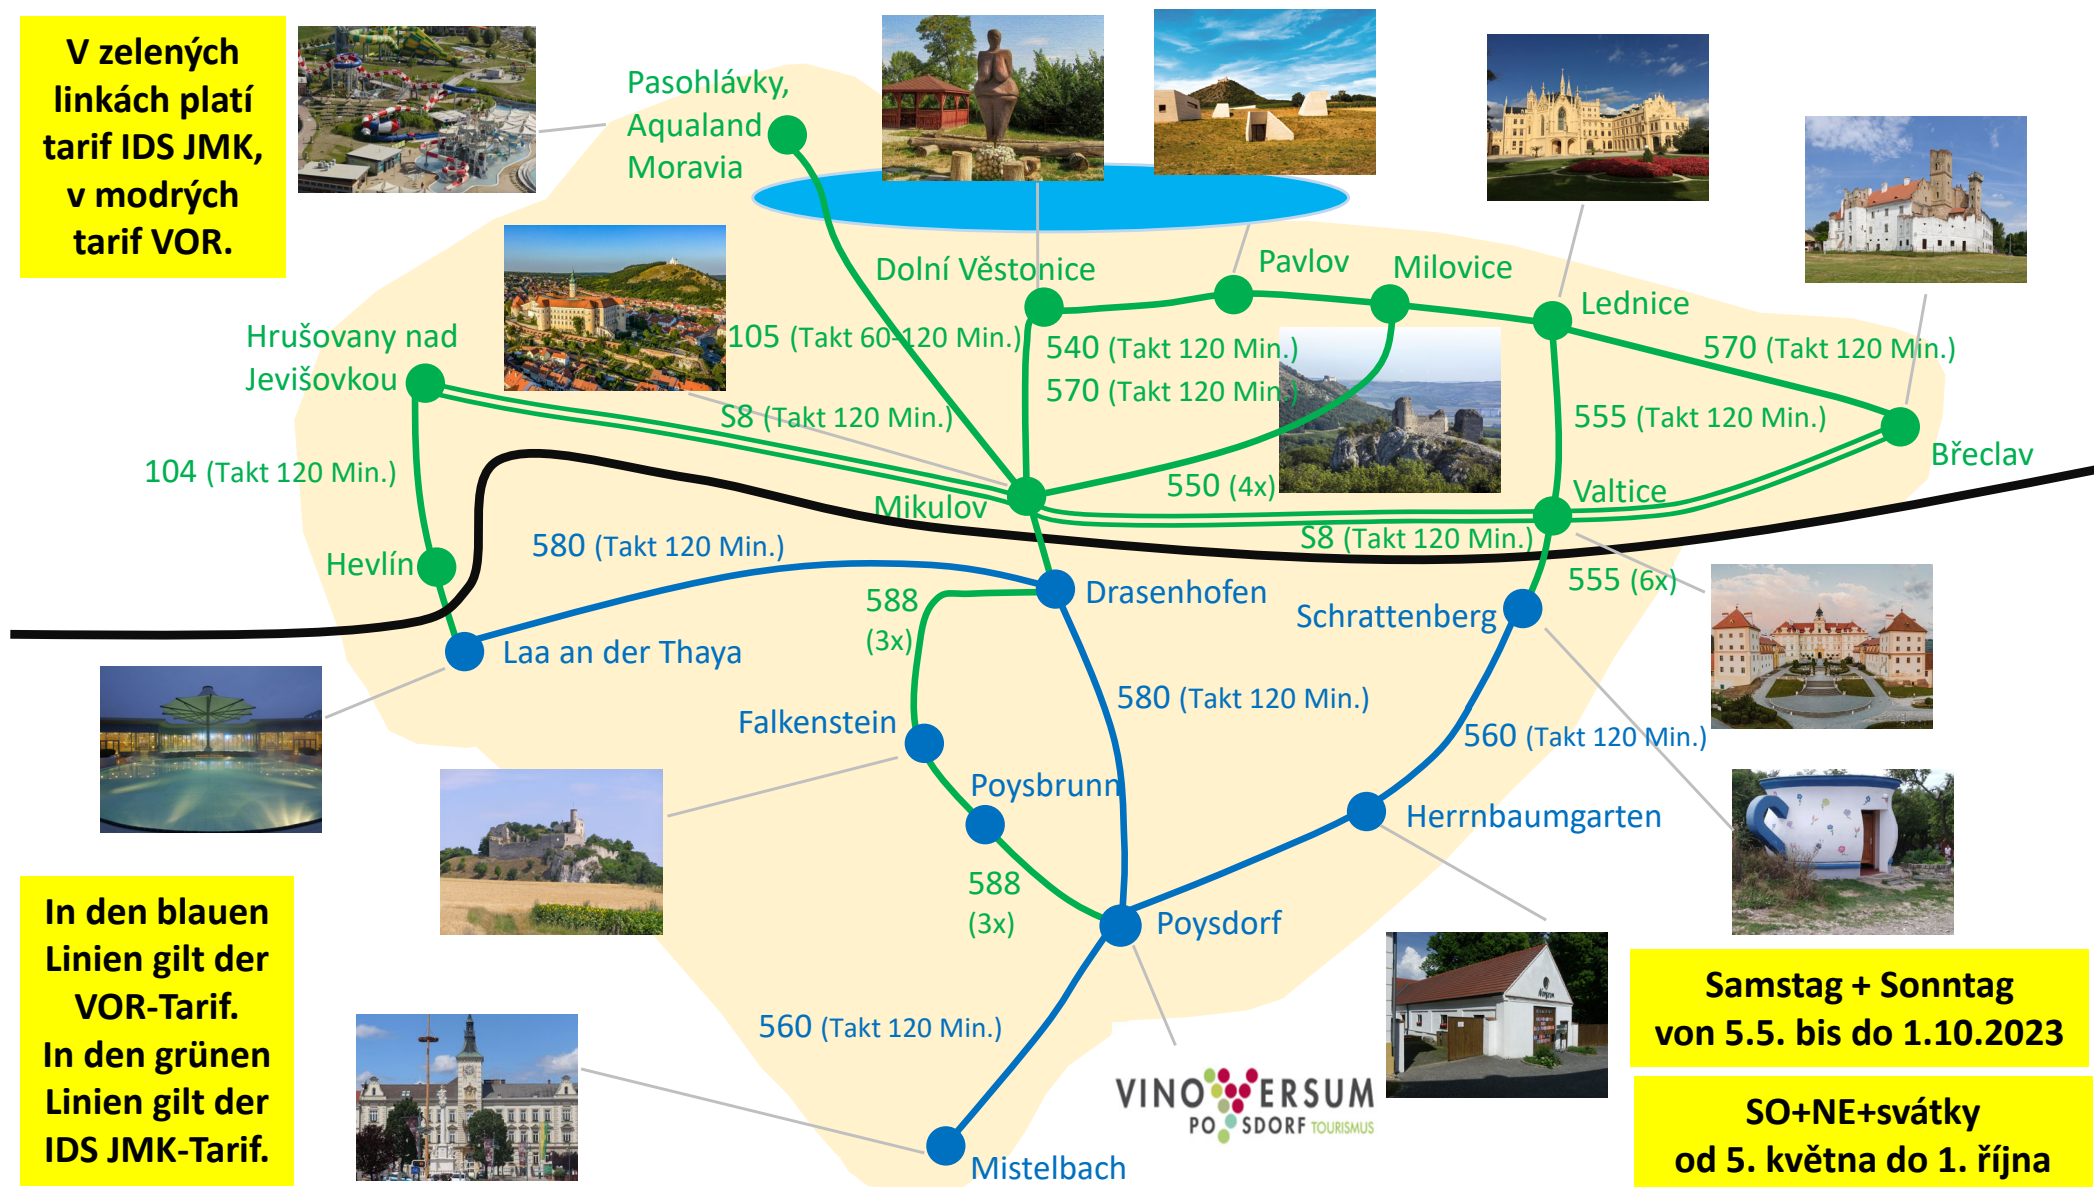 V zelených
linkách platí
tarif IDS JMK,
v modrých
tarif VOR.
Pasohlávky,
Aqualand
Moravia
Dolní Věstonice
Pavlov
Milovice
Lednice
Hrušovany nad
Jevišovkou
105 (Takt 60-120 Min.)
540 (Takt 120 Min.)
570 (Takt 120 Min.)
570 (Takt 120 Min.)
S8 (Takt 120 Min.)
555 (Takt 120 Min.)
104 (Takt 120 Min.)
Břeclav
550 (4x)
Valtice
Mikulov
S8 (Takt 120 Min.)
580 (Takt 120 Min.)
Hevlín
555 (6x)
Drasenhofen
588
(3x)
Schrattenberg
Laa an der Thaya
580 (Takt 120 Min.)
Falkenstein
560 (Takt 120 Min.)
Poysbrunn
Herrnbaumgarten
588
(3x)
Poysdorf
560 (Takt 120 Min.)
Mistelbach
In den blauen
Linien gilt der
VOR-Tarif.
In den grünen
Linien gilt der
IDS JMK-Tarif.
VINOVERSUM
POYSDORF TOURISMUS
Samstag + Sonntag
von 5.5. bis do 1.10.2023
SO+NE+svátky
od 5. května do 1. října